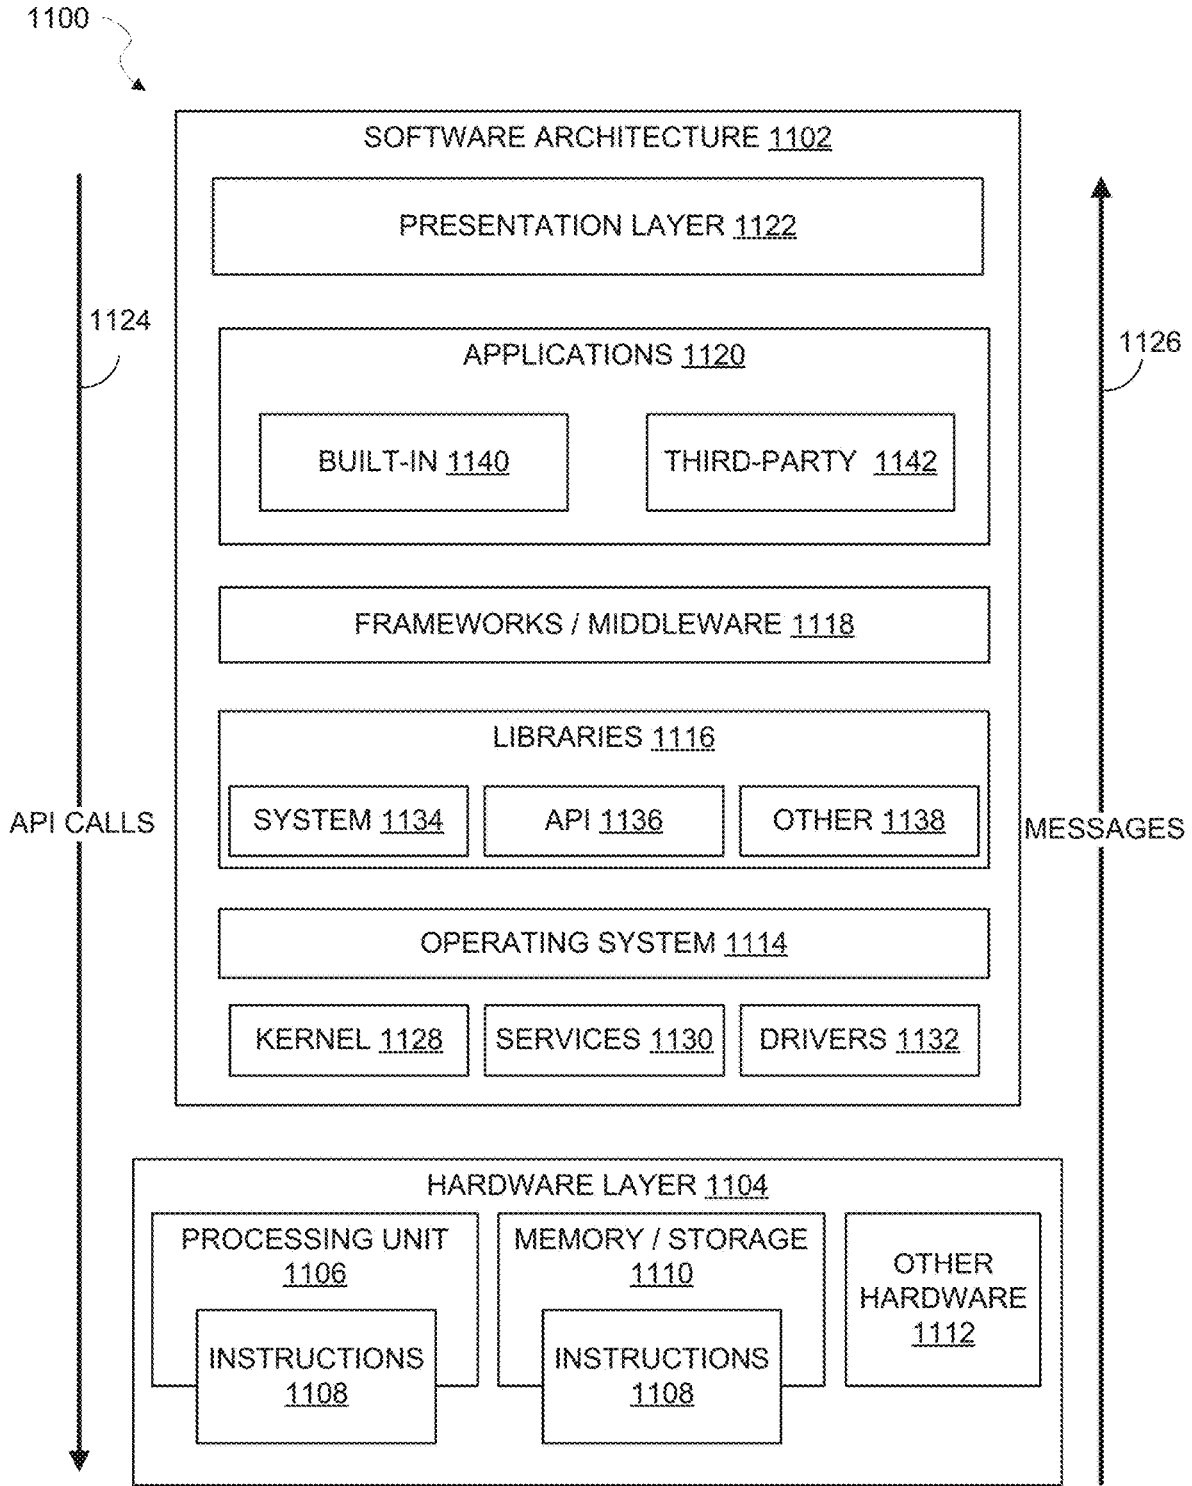 1100
SOFTWARE ARCHITECTURE 1102
PRESENTATION LAYER 1122
1124
1126
APPLICATIONS 1120
BUILT-IN 1140
THIRD-PARTY 1142
FRAMEWORKS / MIDDLEWARE 1118
LIBRARIES 1116
SYSTEM 1134
API 1136
OTHER 1138
API CALLS
MESSAGES
OPERATING SYSTEM 1114
KERNEL 1128
SERVICES 1130
DRIVERS 1132
HARDWARE LAYER 1104
PROCESSING UNIT
1106
INSTRUCTIONS
1108
MEMORY / STORAGE
1110
INSTRUCTIONS
1108
OTHER
HARDWARE
1112